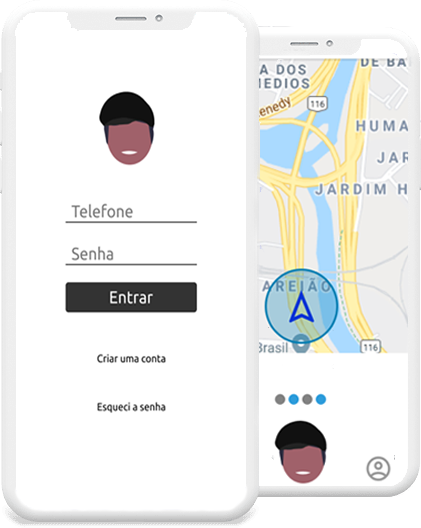 Telefone
Senha
Entrar
Criar uma conta
Esqueci a senha
A DOS
MEDIOS
DE BA
enedy
116
HUMA
JAR
JARDIM H
AREIÃO
Brasil
116